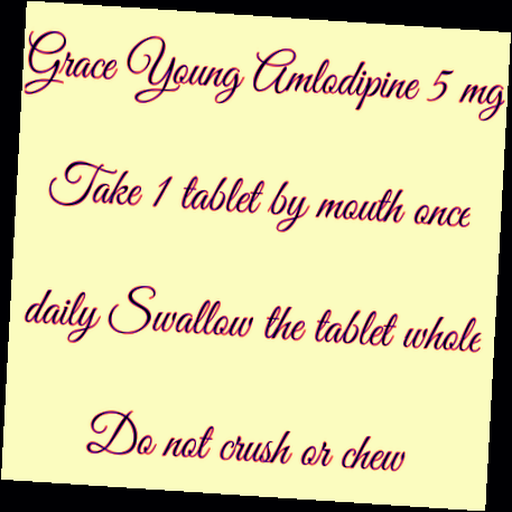 Grace Young Amlodipine 5 mg
Take 1 tablet by mouth once
daily Swallow the tablet whole
Do not crush or chew